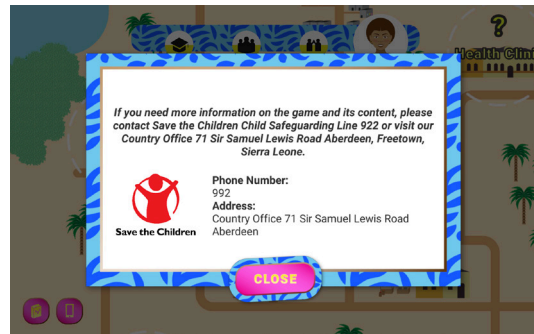 ?
Health Clini
If you need more information on the game and its content, please
contact Save the Children Child Safeguarding Line 922 or visit our
Country Office 71 Sir Samuel Lewis Road Aberdeen, Freetown,
Sierra Leone.
Phone Number:
992
Address:
Country Office 71 Sir Samuel Lewis Road
Aberdeen
Save the Children
CLOSE